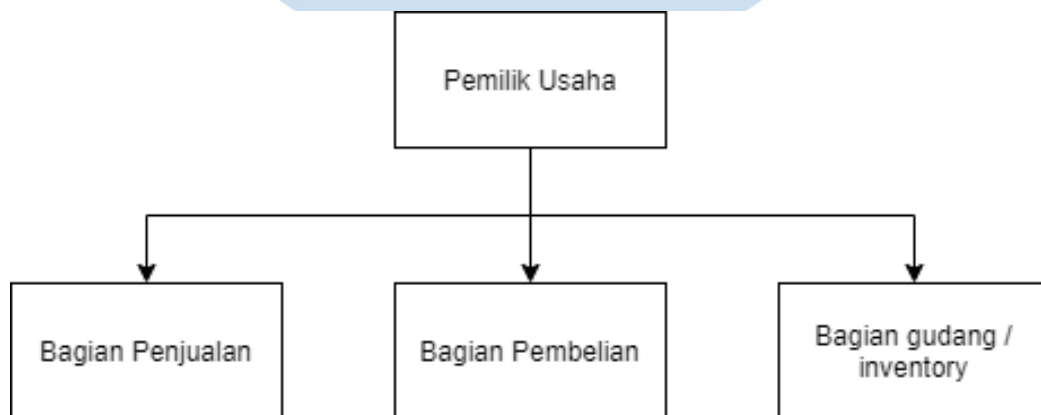 Pemilik Usaha
Bagian Penjualan
Bagian Pembelian
Bagian gudang /
inventory